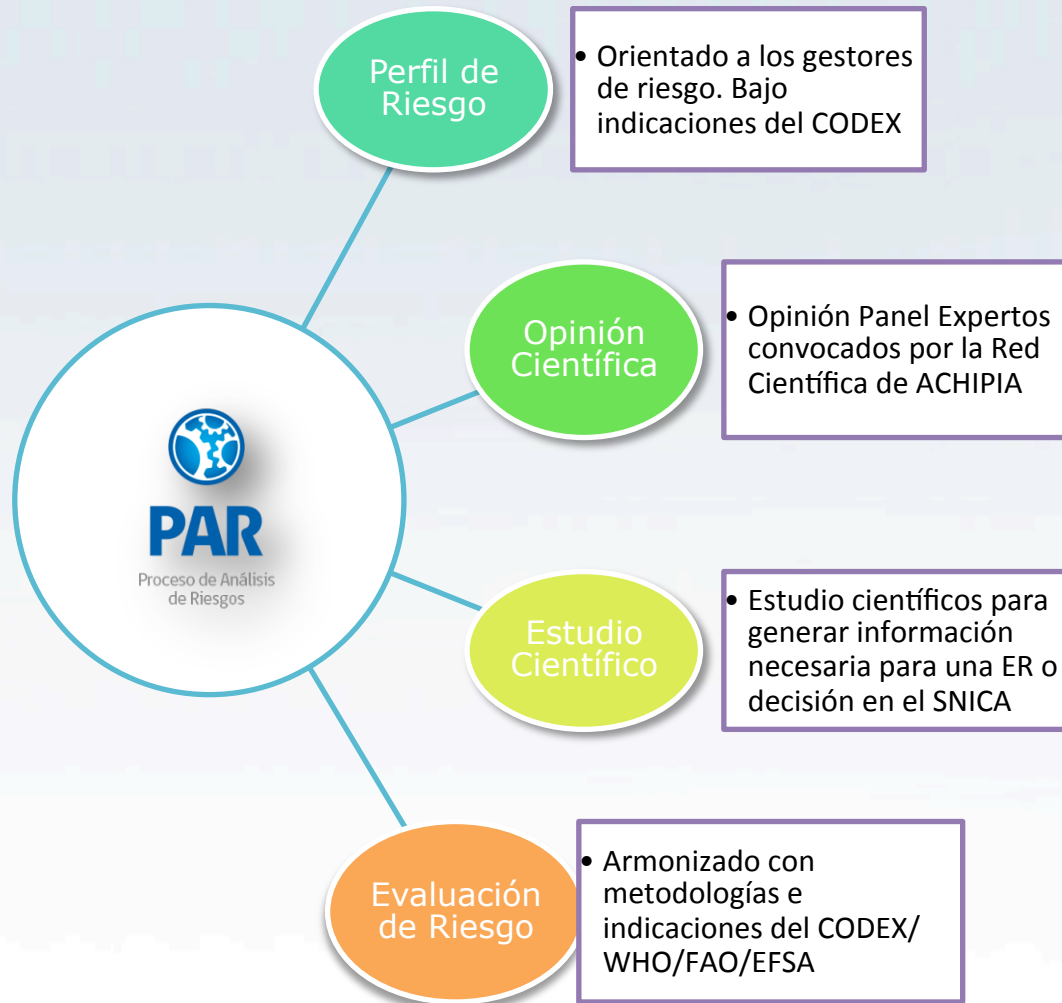 Perfil de
Riesgo
• Orientado a los gestores
de riesgo. Bajo
indicaciones del CODEX
Opinión
Científica
• Opinión Panel Expertos
convocados por la Red
Científica de ACHIPIA
PAR
Proceso de Análisis
de Riesgos
Estudio
Científico
• Estudio científicos para
generar información
necesaria para una ER o
decisión en el SNICA
Evaluación
de Riesgo
• Armonizado con
metodologías e
indicaciones del CODEX/
WHO/FAO/EFSA